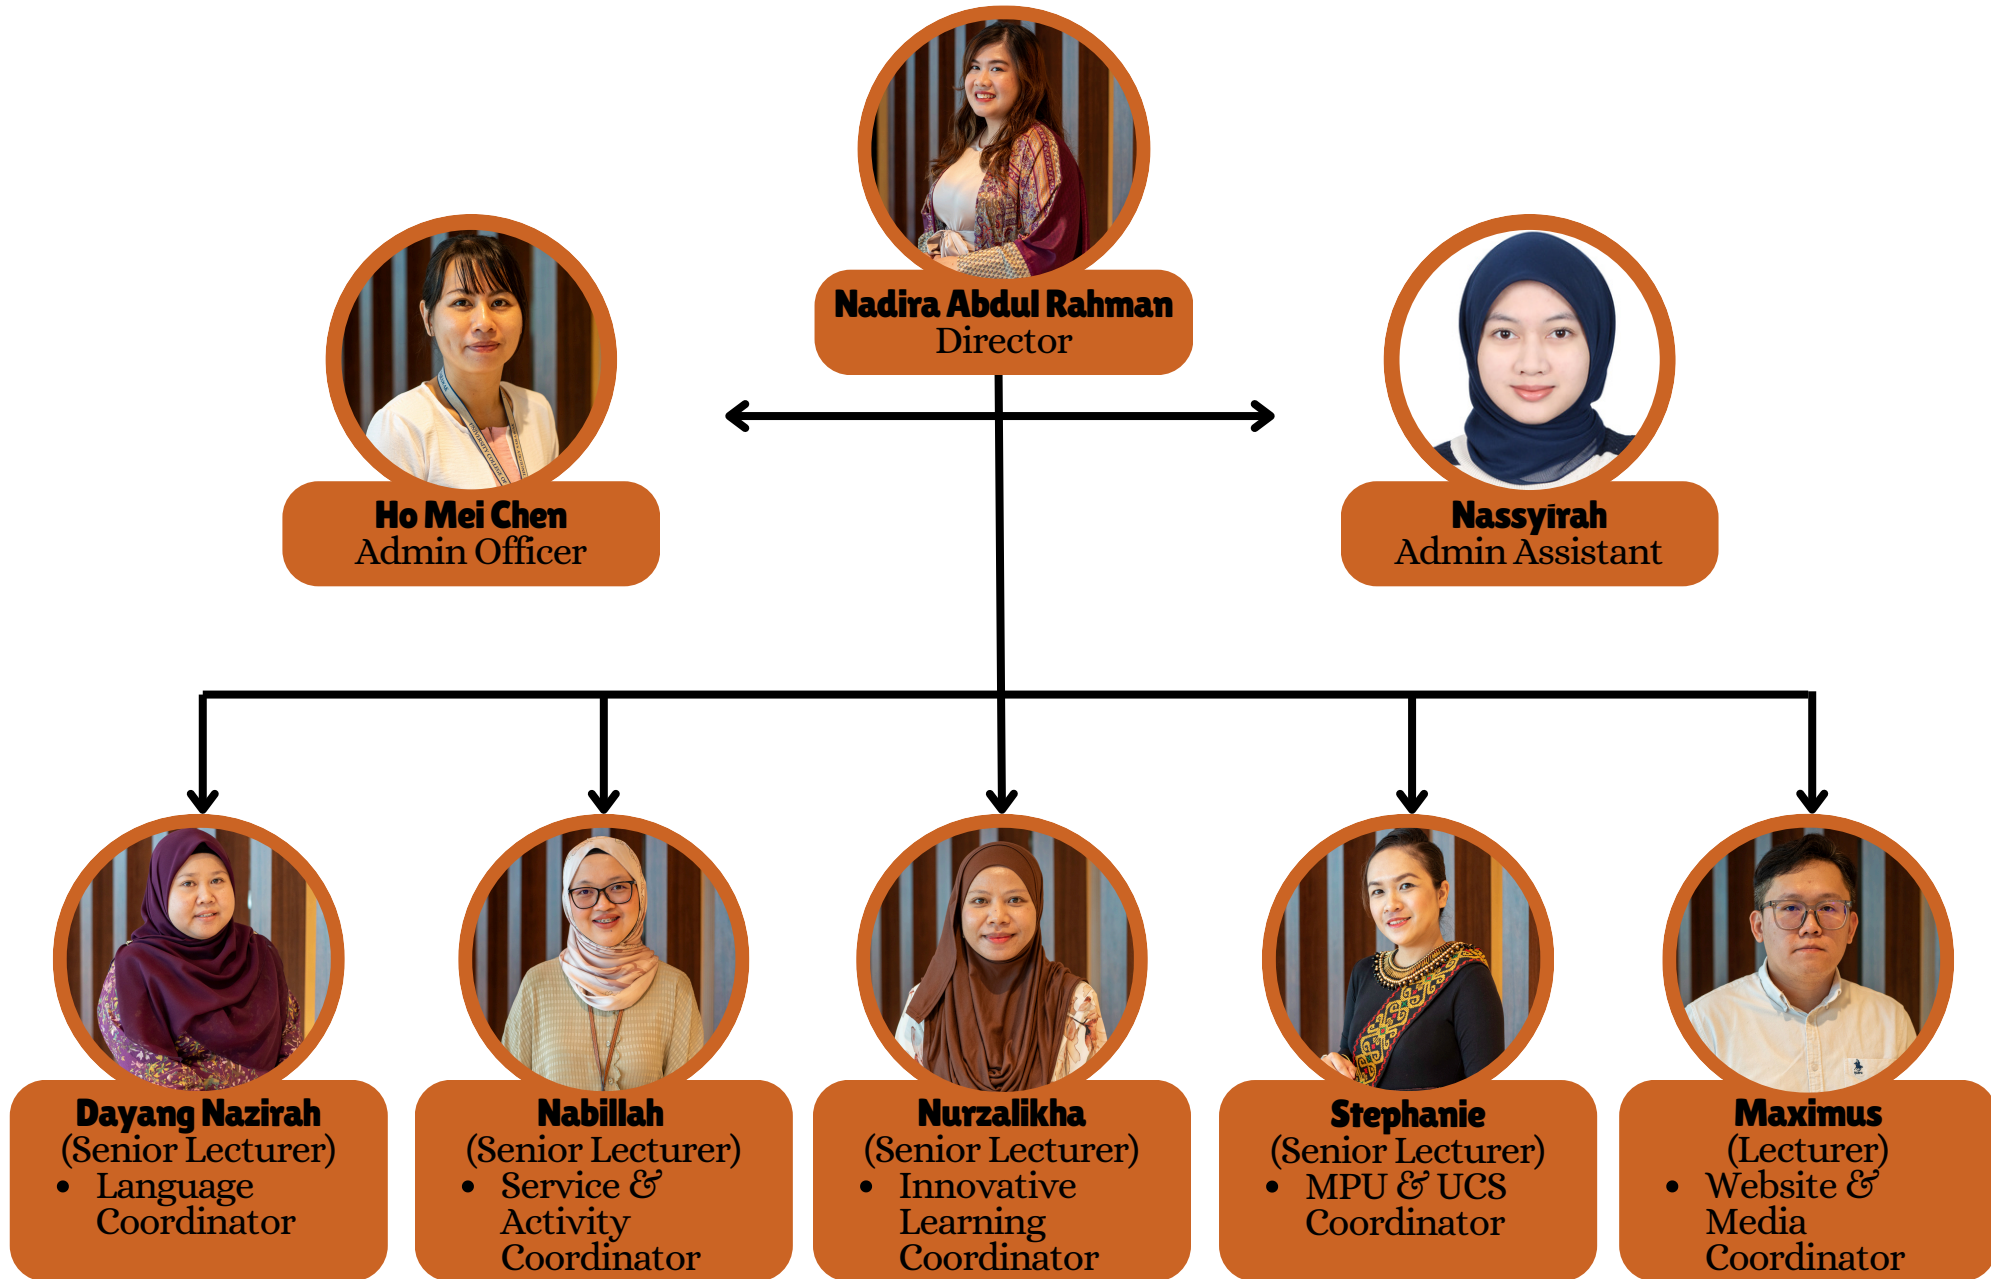 Nadira Abdul Rahman
Director
Ho Mei Chen
Admin Officer
Nassyirah
Admin Assistant
Dayang Nazirah
(Senior Lecturer)
• Language
Coordinator
Nabillah
(Senior Lecturer)
• Service &
Activity
Coordinator
Nurzalikha
(Senior Lecturer)
• Innovative
Learning
Coordinator
Stephanie
(Senior Lecturer)
• MPU & UCS
Coordinator
Maximus
(Lecturer)
• Website &
Media
Coordinator